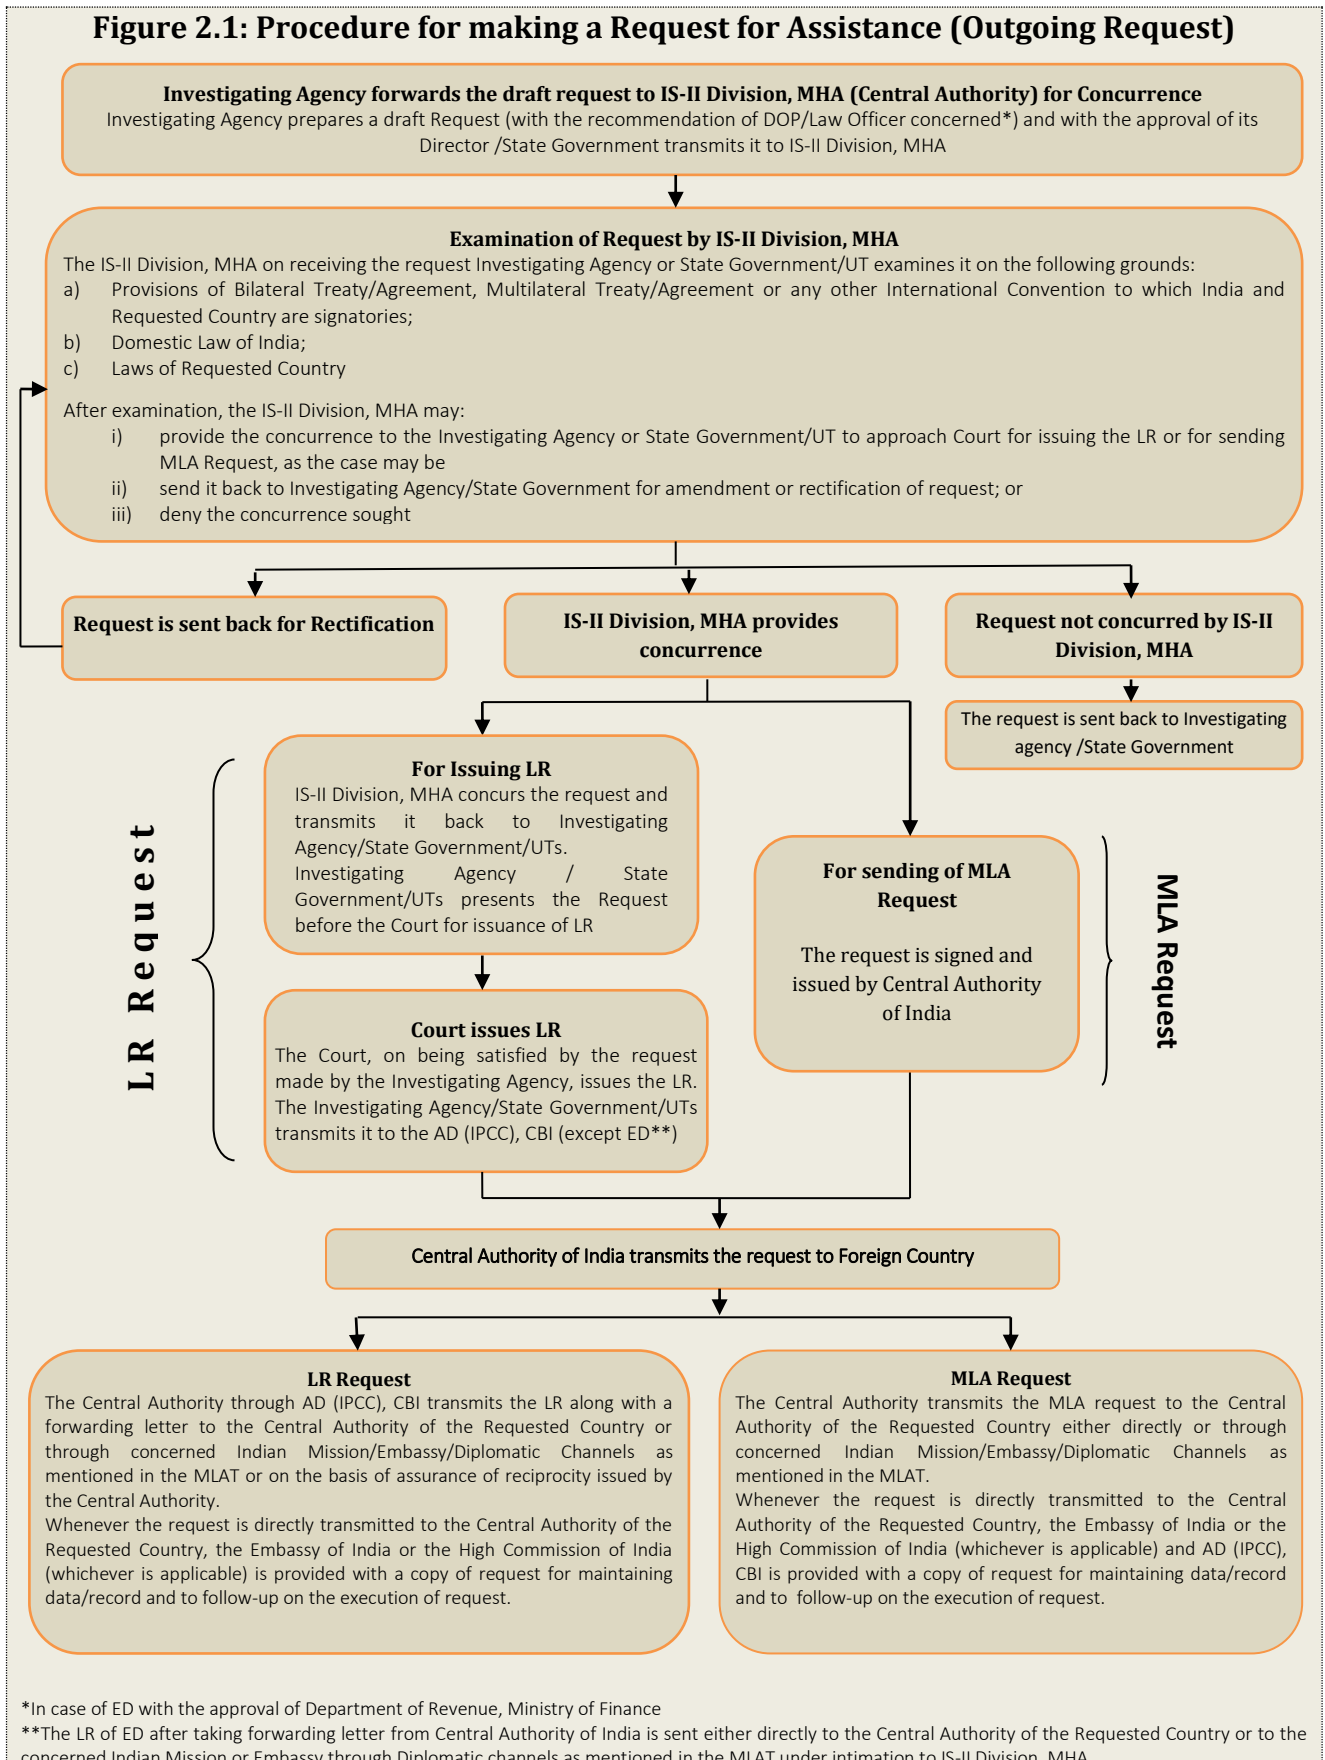 Figure 2.1: Procedure for making a Request for Assistance (Outgoing Request)
Investigating Agency forwards the draft request to IS-II Division, MHA (Central Authority) for Concurrence
Investigating Agency prepares a draft Request (with the recommendation of DOP/Law Officer concerned*) and with the approval of its
Director /State Government transmits it to IS-II Division, MHA
Examination of Request by IS-II Division, MHA
The IS-II Division, MHA on receiving the request Investigating Agency or State Government/UT examines it on the following grounds:
a) Provisions of Bilateral Treaty/Agreement, Multilateral Treaty/Agreement or any other International Convention to which India and
Requested Country are signatories;
b) Domestic Law of India;
c) Laws of Requested Country
After examination, the IS-II Division, MHA may:
i) provide the concurrence to the Investigating Agency or State Government/UT to approach Court for issuing the LR or for sending
MLA Request, as the case may be
ii) send it back to Investigating Agency/State Government for amendment or rectification of request; or
iii) deny the concurrence sought
Request is sent back for Rectification
IS-II Division, MHA provides
concurrence
Request not concurred by IS-II
Division, MHA
The request is sent back to Investigating
agency /State Government
LR Request
For Issuing LR
IS-II Division, MHA concurs the request and
transmits it back to Investigating
Agency/State Government/UTs.
Investigating Agency / State
Government/UTs presents the Request
before the Court for issuance of LR
Court issues LR
The Court, on being satisfied by the request
made by the Investigating Agency, issues the LR.
The Investigating Agency/State Government/UTs
transmits it to the AD (IPCC), CBI (except ED**)
For sending of MLA
Request
The request is signed and
issued by Central Authority
of India
MLA Request
Central Authority of India transmits the request to Foreign Country
LR Request
The Central Authority through AD (IPCC), CBI transmits the LR along with a
forwarding letter to the Central Authority of the Requested Country or
through concerned Indian Mission/Embassy/Diplomatic Channels as
mentioned in the MLAT or on the basis of assurance of reciprocity issued by
the Central Authority.
Whenever the request is directly transmitted to the Central Authority of the
Requested Country, the Embassy of India or the High Commission of India
(whichever is applicable) is provided with a copy of request for maintaining
data/record and to follow-up on the execution of request.
MLA Request
The Central Authority transmits the MLA request to the Central
Authority of the Requested Country either directly or through
concerned Indian Mission/Embassy/Diplomatic Channels as
mentioned in the MLAT.
Whenever the request is directly transmitted to the Central
Authority of the Requested Country, the Embassy of India or the
High Commission of India (whichever is applicable) and AD (IPCC),
CBI is provided with a copy of request for maintaining data/record
and to follow-up on the execution of request.
*In case of ED with the approval of Department of Revenue, Ministry of Finance
**The LR of ED after taking forwarding letter from Central Authority of India is sent either directly to the Central Authority of the Requested Country or to the
concerned Indian Mission or Embassy through Diplomatic channels as mentioned in the MLAT under intimation to IS-II Division, MHA